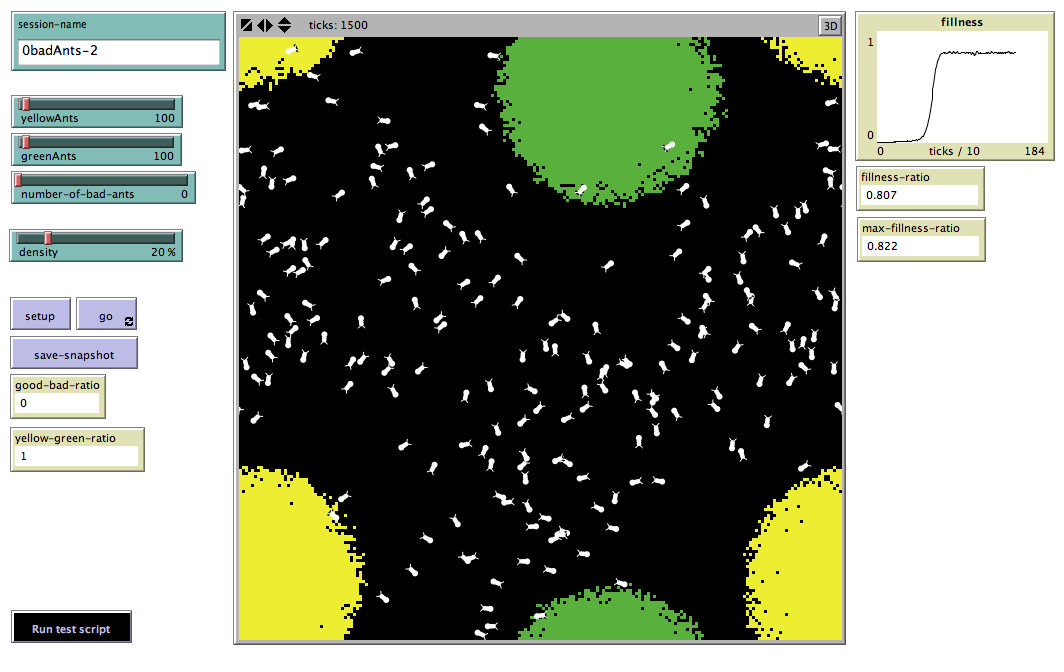 session-name
0badAnts-2
yellowAnts 100
greenAnts 100
number-of-bad-ants 0
density 20 %
setup
go
save-snapshot
good-bad-ratio
0
yellow-green-ratio
1
Run test script
ticks: 1500
3D
fillness
1
0
0 ticks / 10 184
fillness-ratio
0.807
max-fillness-ratio
0.822